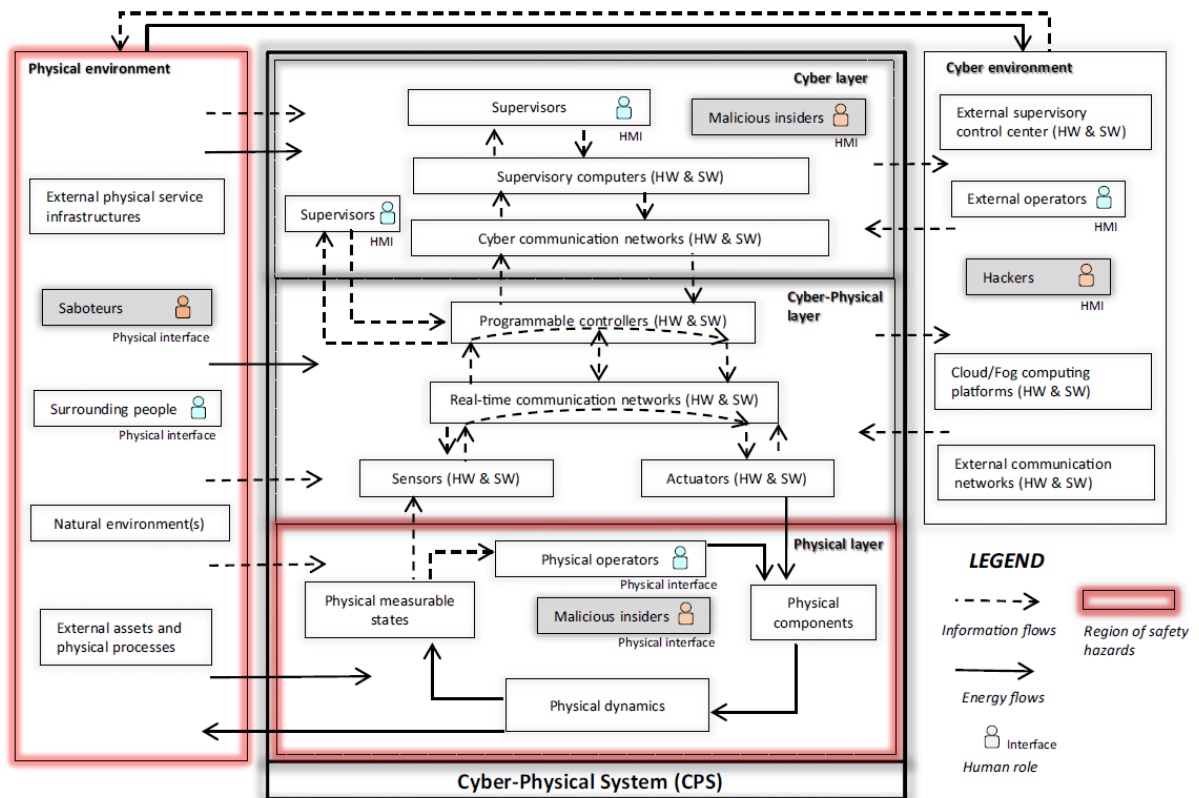 Physical environment
External physical service
infrastructures
Saboteurs
Physical interface
Surrounding people
Physical interface
Natural environment(s)
External assets and
physical processes
Cyber layer
Supervisors
HMI
Malicious insiders
HMI
Supervisory computers (HW & SW)
Supervisors
HMI
Cyber communication networks (HW & SW)
Cyber-Physical
layer
Programmable controllers (HW & SW)
Real-time communication networks (HW & SW)
Sensors (HW & SW)
Actuators (HW & SW)
Physical layer
Physical operators
Physical interface
Physical measurable
states
Malicious insiders
Physical interface
Physical
components
Physical dynamics
Cyber-Physical System (CPS)
Cyber environment
External supervisory
control center (HW & SW)
External operators
HMI
Hackers
HMI
Cloud/Fog computing
platforms (HW & SW)
External communication
networks (HW & SW)
LEGEND
Information flows
Region of safety
hazards
Energy flows
Interface
Human role